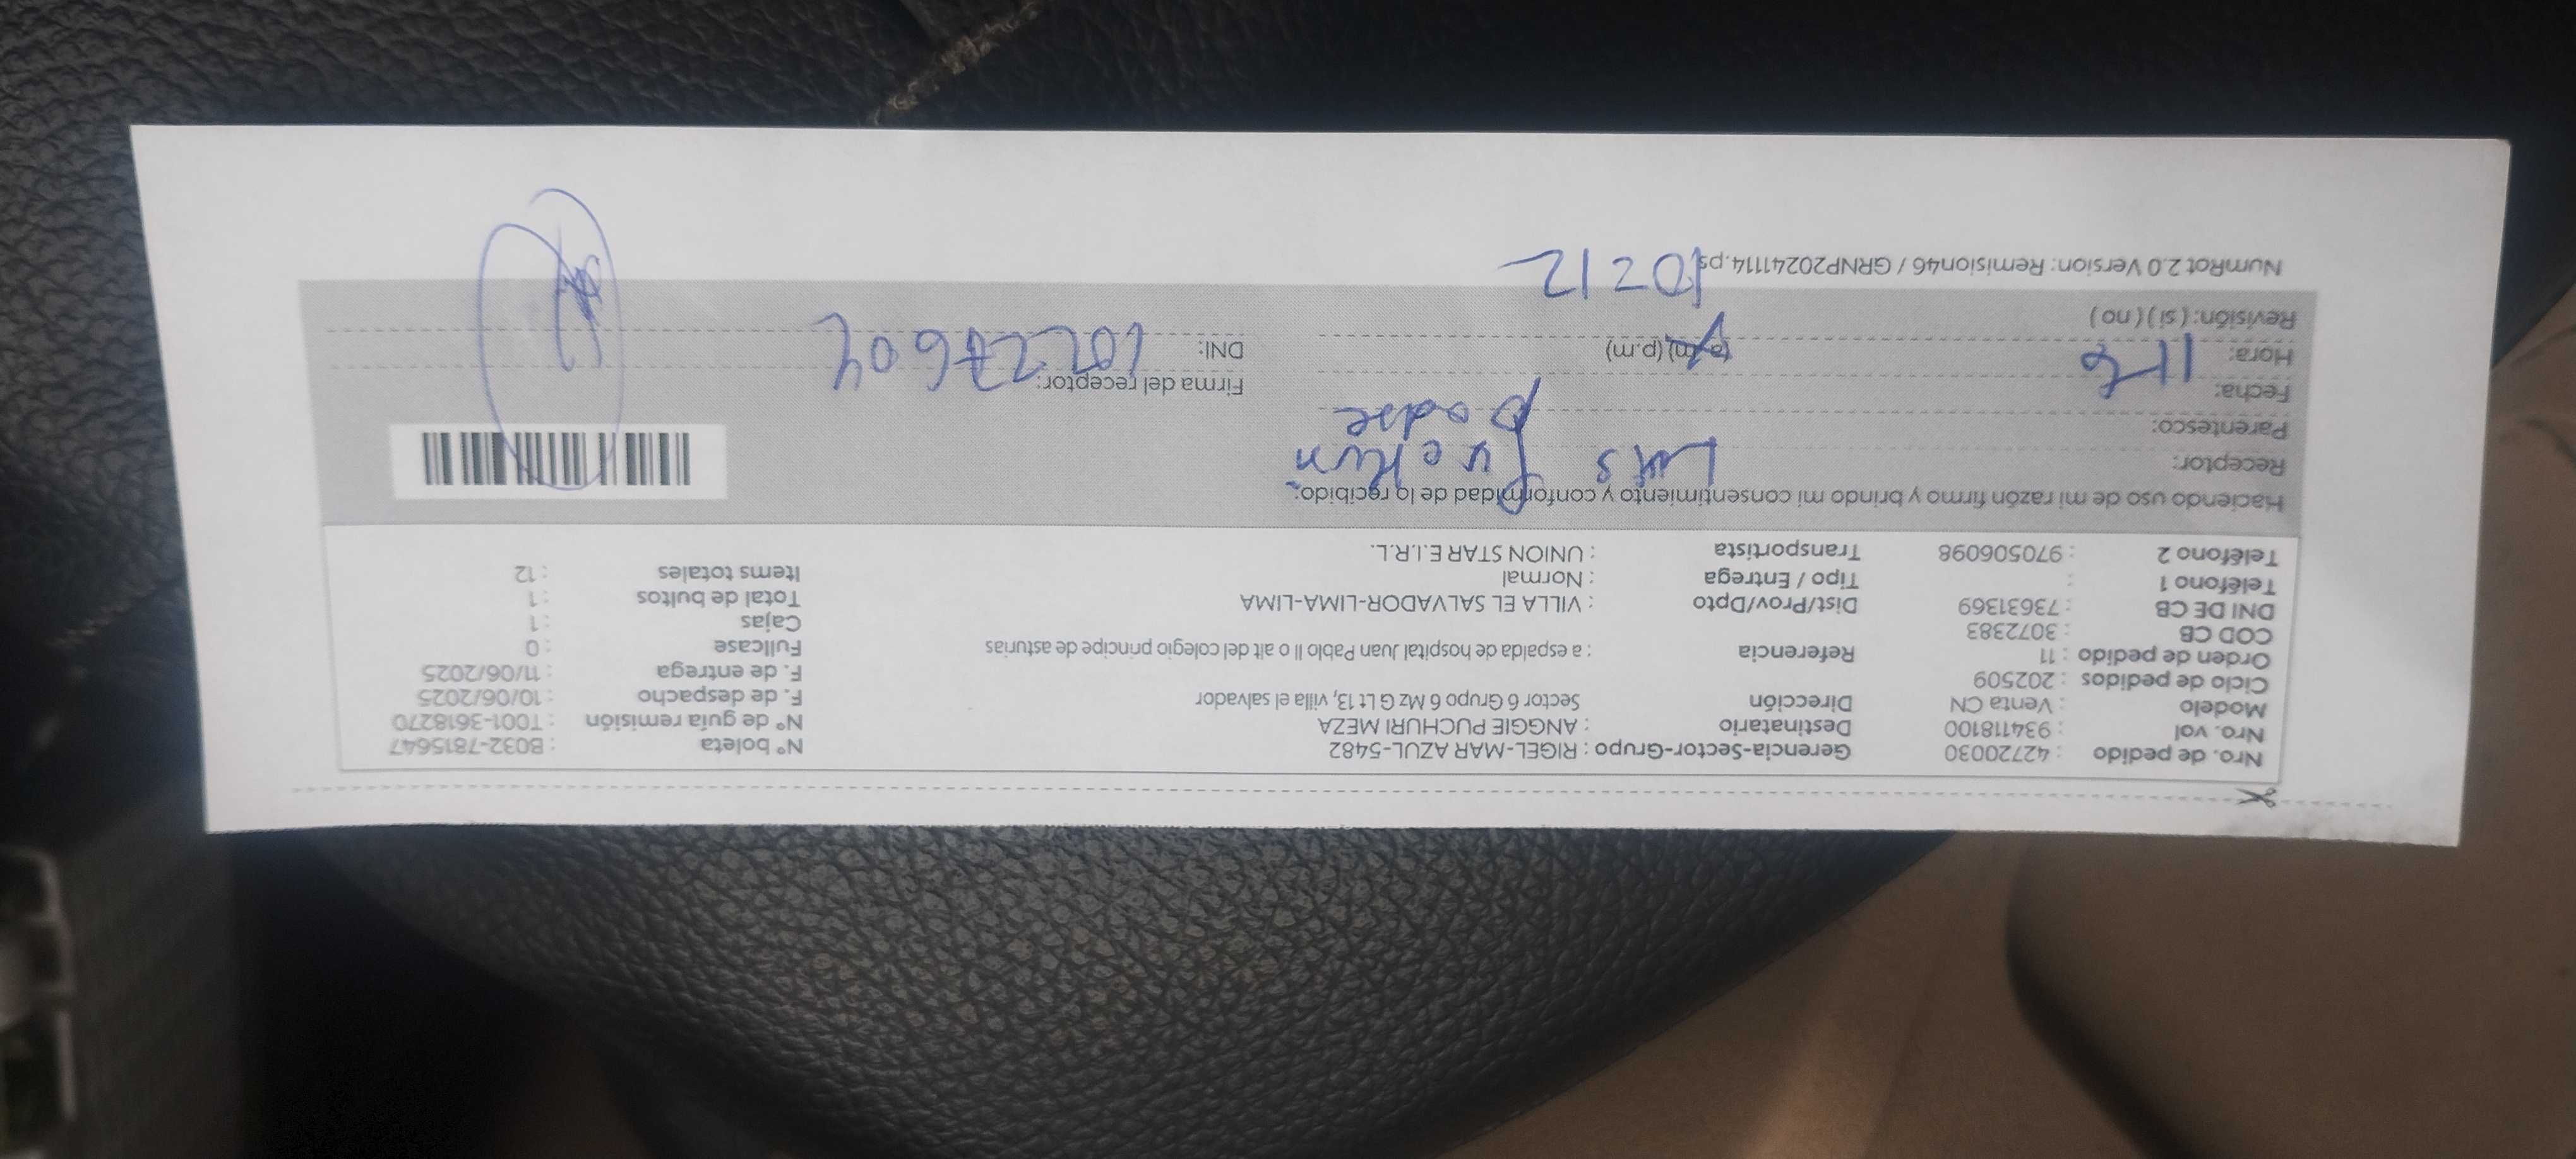 Nro. de pedido : 42720030 Gerencia-Sector-Grupo : RIGEL-MAR AZUL-5482 N° boleta : B032-7815647
Nro. vol : 934118100 Destinatario : ANGGIE PUCHURI MEZA N° de guía remisión : T001-3618270
Modelo : Venta CN Dirección Sector 6 Grupo 6 Mz G Lt 13, villa el salvador F. de despacho : 10/06/2025
Ciclo de pedidos : 202509 F. de entrega : 11/06/2025
Orden de pedido : 11 Referencia : a espalda de hospital Juan Pablo II o alt del colegio principe de asturias Fullcase : 0
COD CB : 3072383 Cajas : 1
DNI DE CB : 73631369 Dist/Prov/Dpto : VILLA EL SALVADOR-LIMA-LIMA Total de bultos : 1
Teléfono 1 : Tipo / Entrega : Normal Items totales : 12
Teléfono 2 : 970506098 Transportista : UNION STAR E.I.R.L.
Haciendo uso de mi razón firmo y brindo mi consentimiento y conformidad de lo recibido:
Receptor: Luis
Parentesco: padre
Fecha: 11-6 Firma del receptor:
Hora: (a.m) (p.m) DNI:
Revisión: ( si ) ( no ) 10=12
NumRot 2.0 Version: Remision46 / GRNP20241114.ps